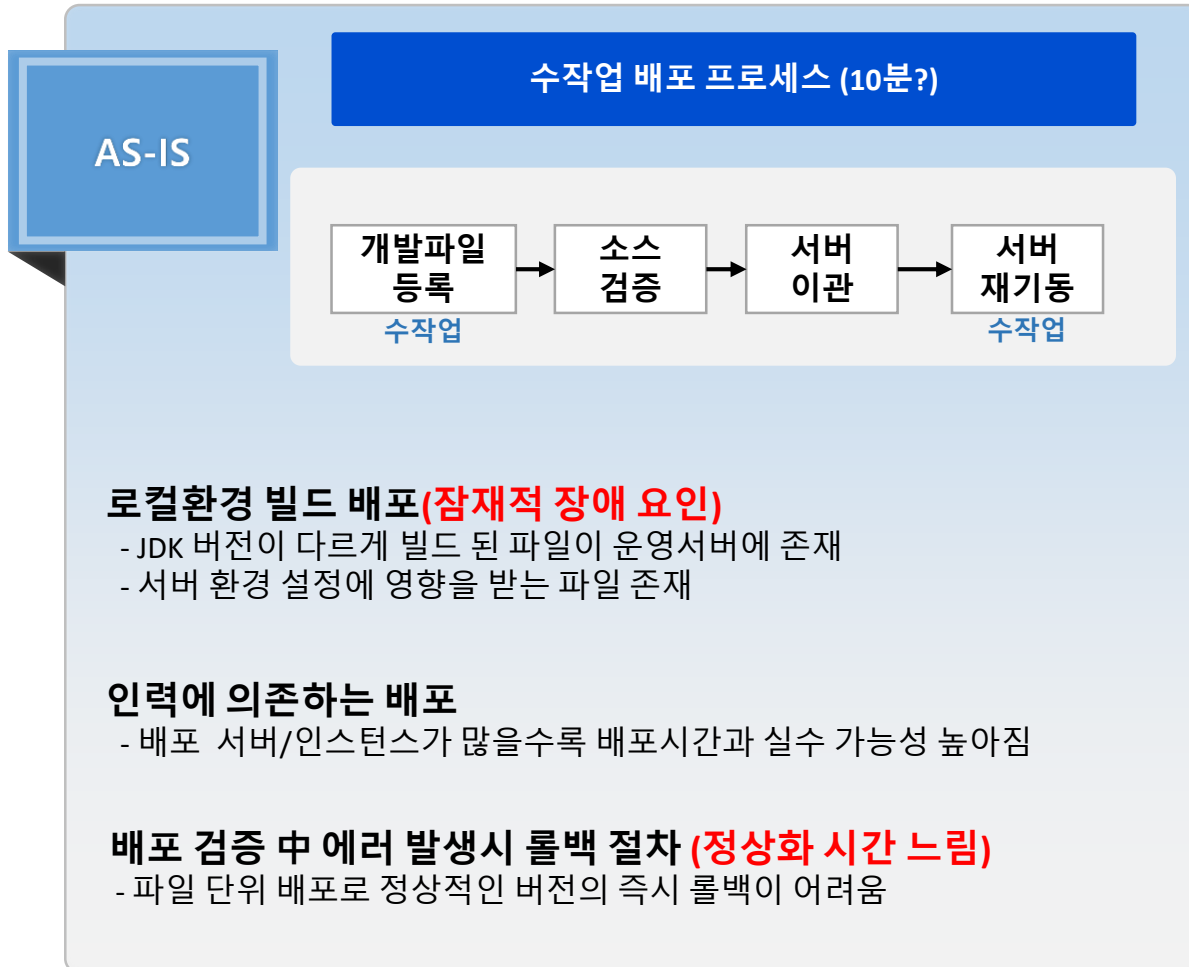 수작업 배포 프로세스 (10분?)
AS-IS
개발파일
등록
소스
검증
서버
이관
서버
재기동
수작업
수작업
로컬환경 빌드 배포(잠재적 장애 요인)
- JDK 버전이 다르게 빌드 된 파일이 운영서버에 존재
- 서버 환경 설정에 영향을 받는 파일 존재
인력에 의존하는 배포
- 배포 서버/인스턴스가 많을수록 배포시간과 실수 가능성 높아짐
배포 검증 中 에러 발생시 롤백 절차 (정상화 시간 느림)
- 파일 단위 배포로 정상적인 버전의 즉시 롤백이 어려움